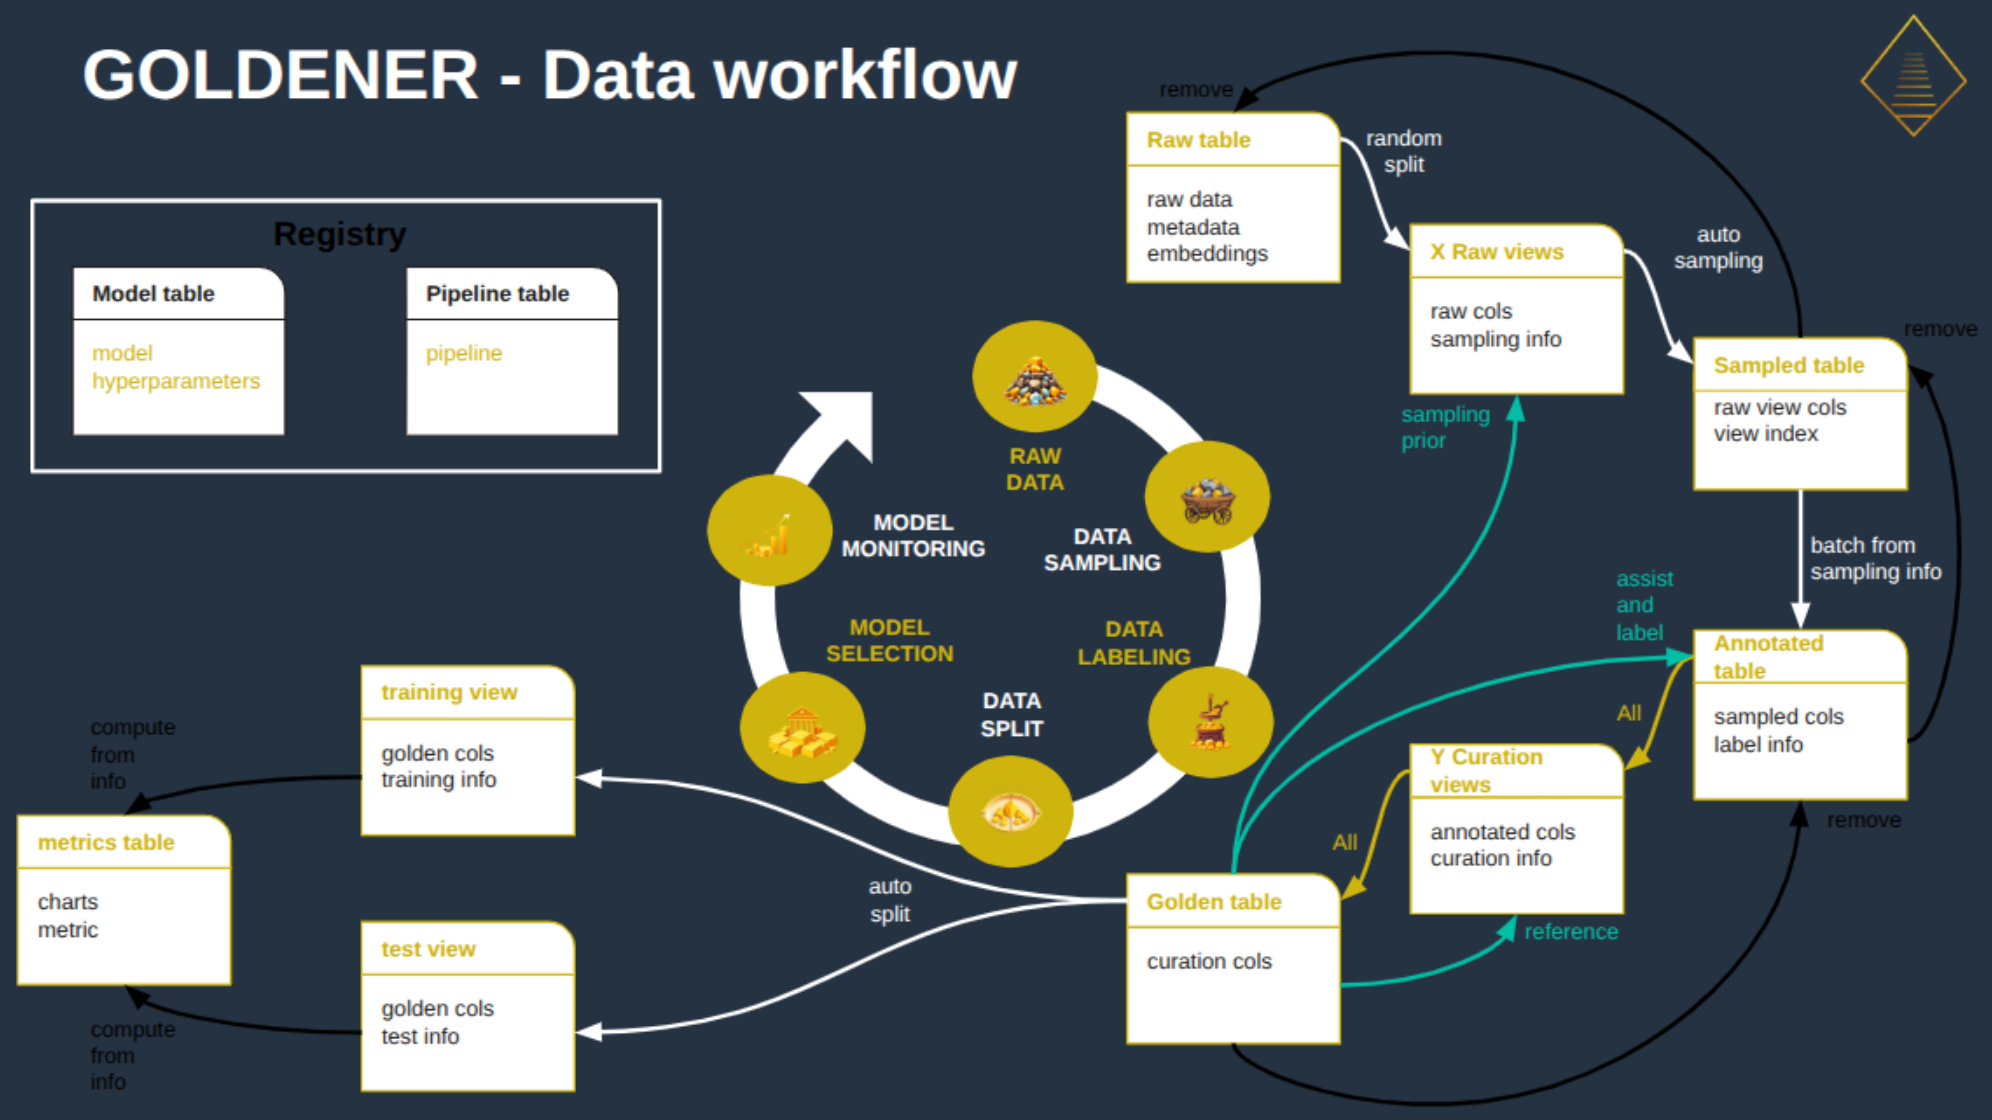 GOLDENER - Data workflow
remove
Raw table
raw data
metadata
embeddings
random
split
X Raw views
raw cols
sampling info
auto
sampling
remove
Sampled table
raw view cols
view index
sampling
prior
batch from
sampling info
assist
and
label
Annotated
table
sampled cols
label info
All
Y Curation
views
annotated cols
curation info
remove
All
reference
Golden table
curation cols
Registry
Model table
model
hyperparameters
Pipeline table
pipeline
RAW
DATA
DATA
SAMPLING
DATA
LABELING
DATA
SPLIT
MODEL
SELECTION
MODEL
MONITORING
auto
split
training view
golden cols
training info
test view
golden cols
test info
compute
from
info
metrics table
charts
metric
compute
from
info